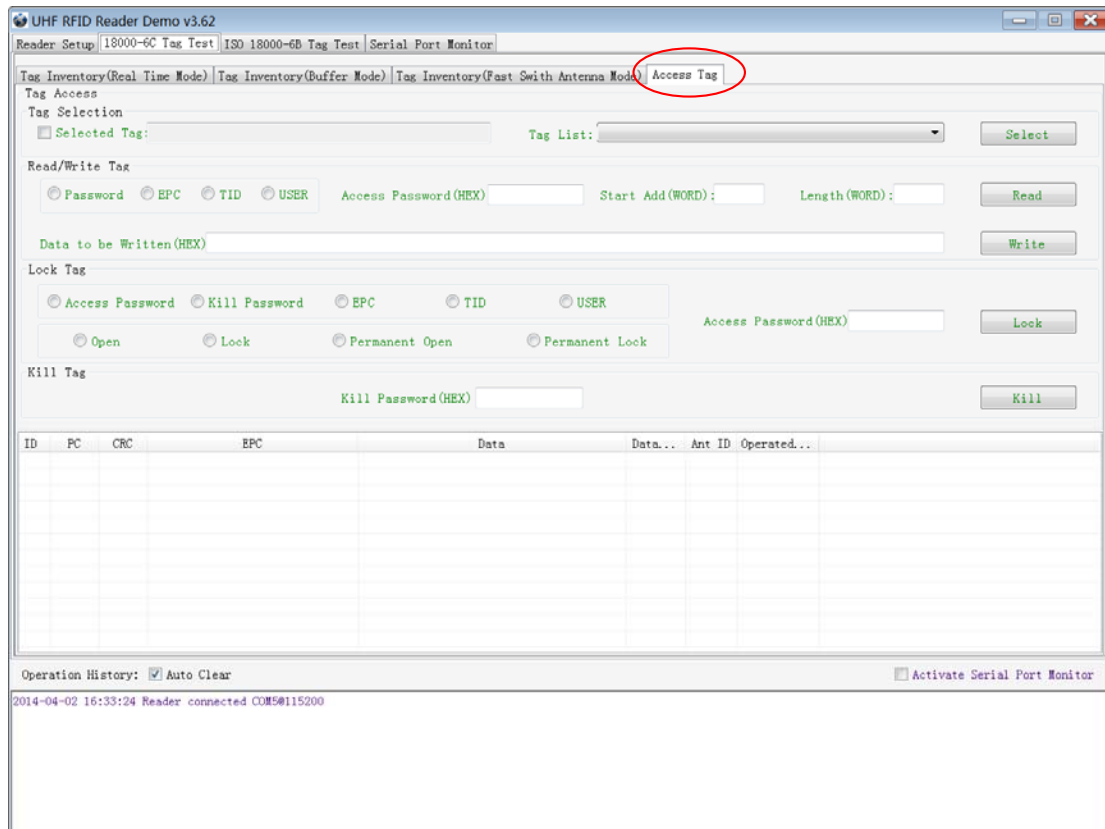 UHF RFID Reader Demo v3.62
Reader Setup 18000-6C Tag Test ISO 18000-6B Tag Test Serial Port Monitor
Tag Inventory(Real Time Mode) Tag Inventory(Buffer Mode) Tag Inventory(Fast Swith Antenna Mode) Access Tag
Tag Access
Tag Selection
Selected Tag: Tag List: Select
Read/Write Tag
Password EPC TID USER Access Password(HEX) Start Add(WORD): Length(WORD): Read
Data to be Written(HEX) Write
Lock Tag
Access Password Kill Password EPC TID USER
Access Password(HEX) Lock
Open Lock Permanent Open Permanent Lock
Kill Tag
Kill Password(HEX) Kill
ID PC CRC EPC Data Data... Ant ID Operated...
Operation History: Auto Clear Activate Serial Port Monitor
2014-04-02 16:33:24 Reader connected COM5@115200